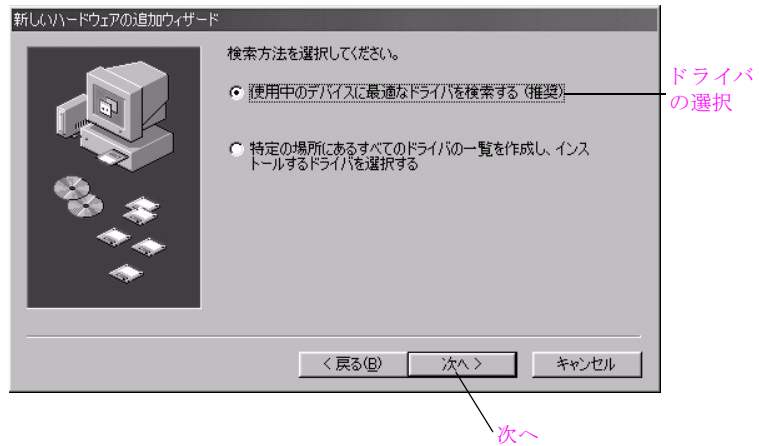 新しいハードウェアの追加ウィザード
検索方法を選択してください。
使用中のデバイスに最適なドライバを検索する (推奨)
特定の場所にあるすべてのドライバの一覧を作成し、インス
トールするドライバを選択する
ドライバ
の選択
< 戻る(B)
次へ >
キャンセル
次へ